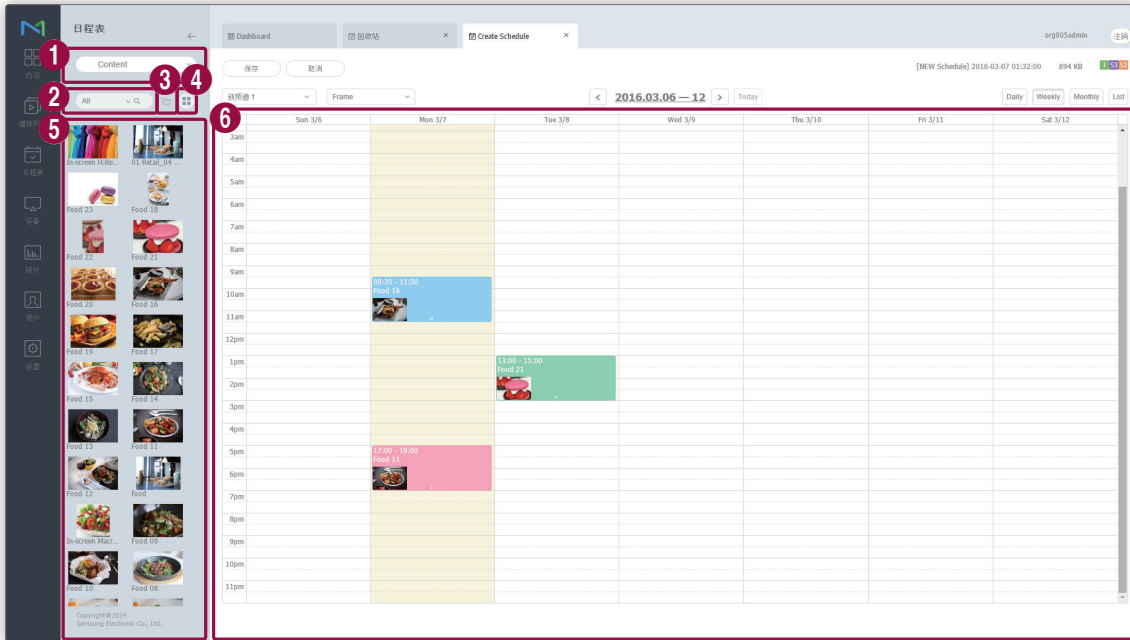 日程表
Dashboard
回收站
Create Schedule
org005admin
注销
1
Content
内容
3
4
保存
取消
[NEW Schedule] 2016-03-07 01:32:00
894 KB
I S3 S2
2
All
Frame
2016.03.06 — 12
Today
Daily
Weekly
Monthly
List
5
6
Sun 3/6
Mon 3/7
Tue 3/8
Wed 3/9
Thu 3/10
Fri 3/11
Sat 3/12
日程表
设备
统计
用户
设置
In-screen H.Re...
01 Retail_04 ...
Food 23
Food 18
Food 22
Food 21
Food 20
Food 16
Food 19
Food 17
Food 15
Food 14
Food 13
Food 11
Food 12
food
In-screen Macr...
Food 09
Food 10
Food 08
Copyright@2014
Samsung Electronic Co., Ltd.
3am
4am
5am
6am
7am
8am
9am
10am
11am
12pm
1pm
2pm
3pm
4pm
5pm
6pm
7pm
8pm
9pm
10pm
11pm
09:30 - 11:30
Food 16
13:00 - 15:00
Food 21
17:00 - 19:00
Food 11